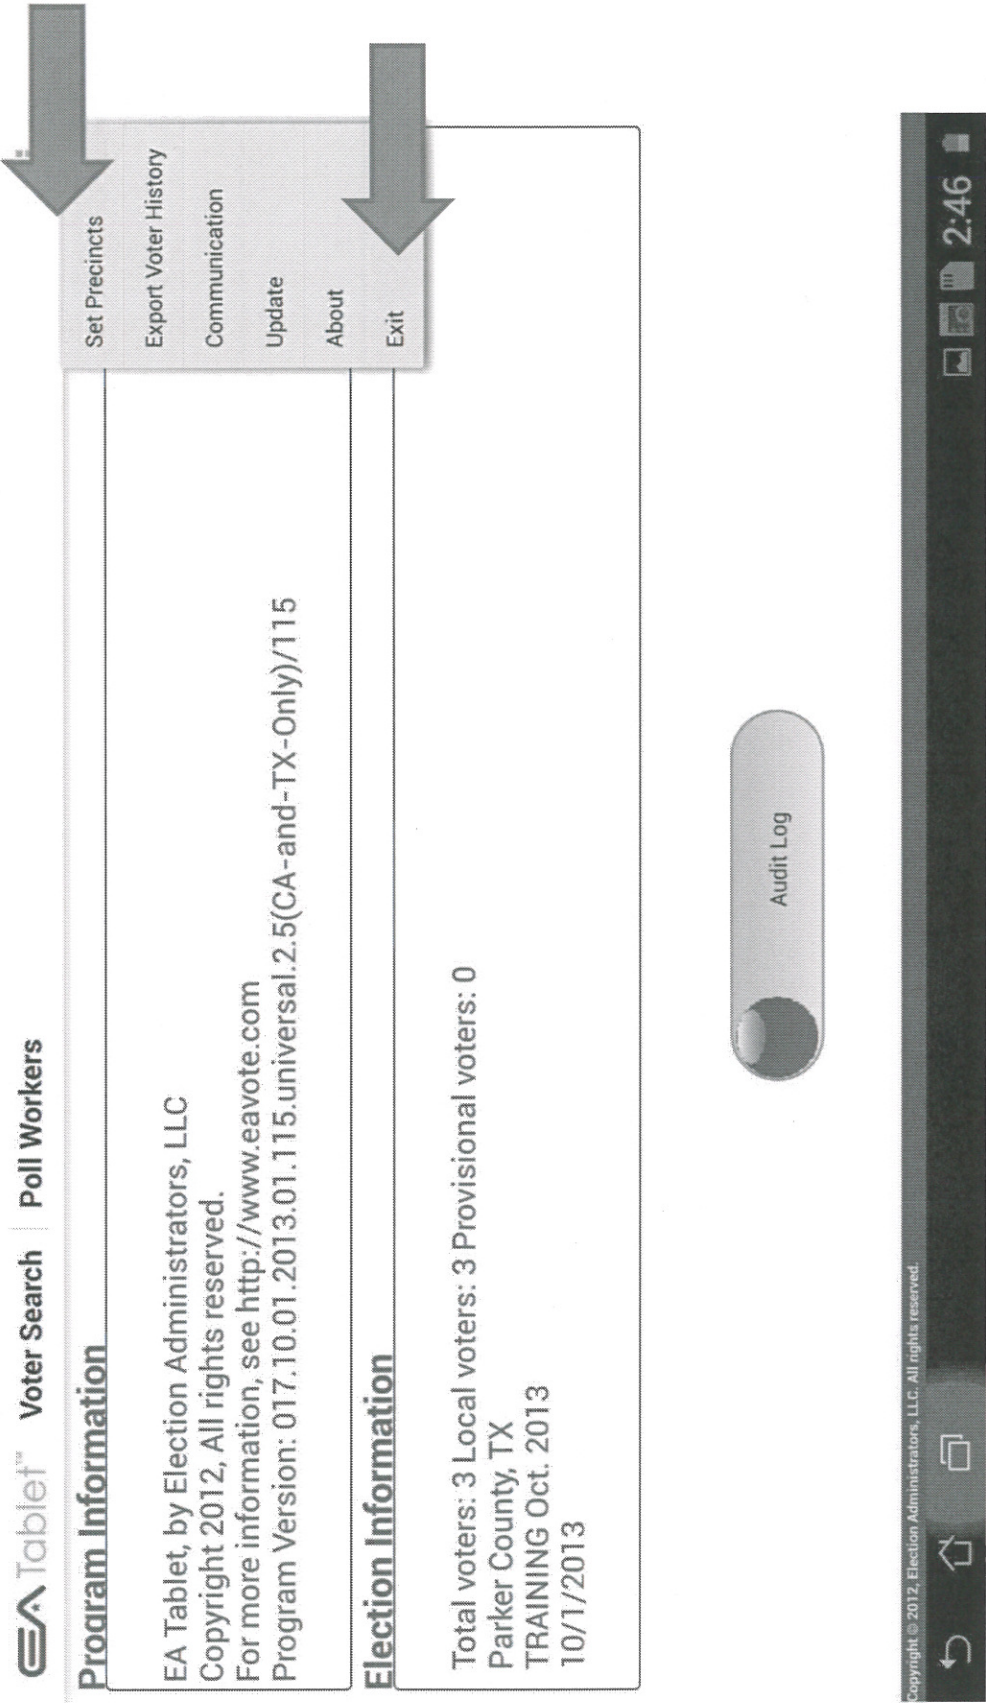 EA Tablet™ Voter Search | Poll Workers
Set Precincts
Export Voter History
Communication
Update
About
Exit
Program Information
EA Tablet, by Election Administrators, LLC
Copyright 2012, All rights reserved.
For more information, see http://www.eavote.com
Program Version: 017.10.01.2013.01.115.universal.2.5(CA-and-TX-Only)/115
Election Information
Total voters: 3 Local voters: 3 Provisional voters: 0
Parker County, TX
TRAINING Oct. 2013
10/1/2013
Audit Log
Copyright © 2012, Election Administrators, LLC. All rights reserved.
2:46